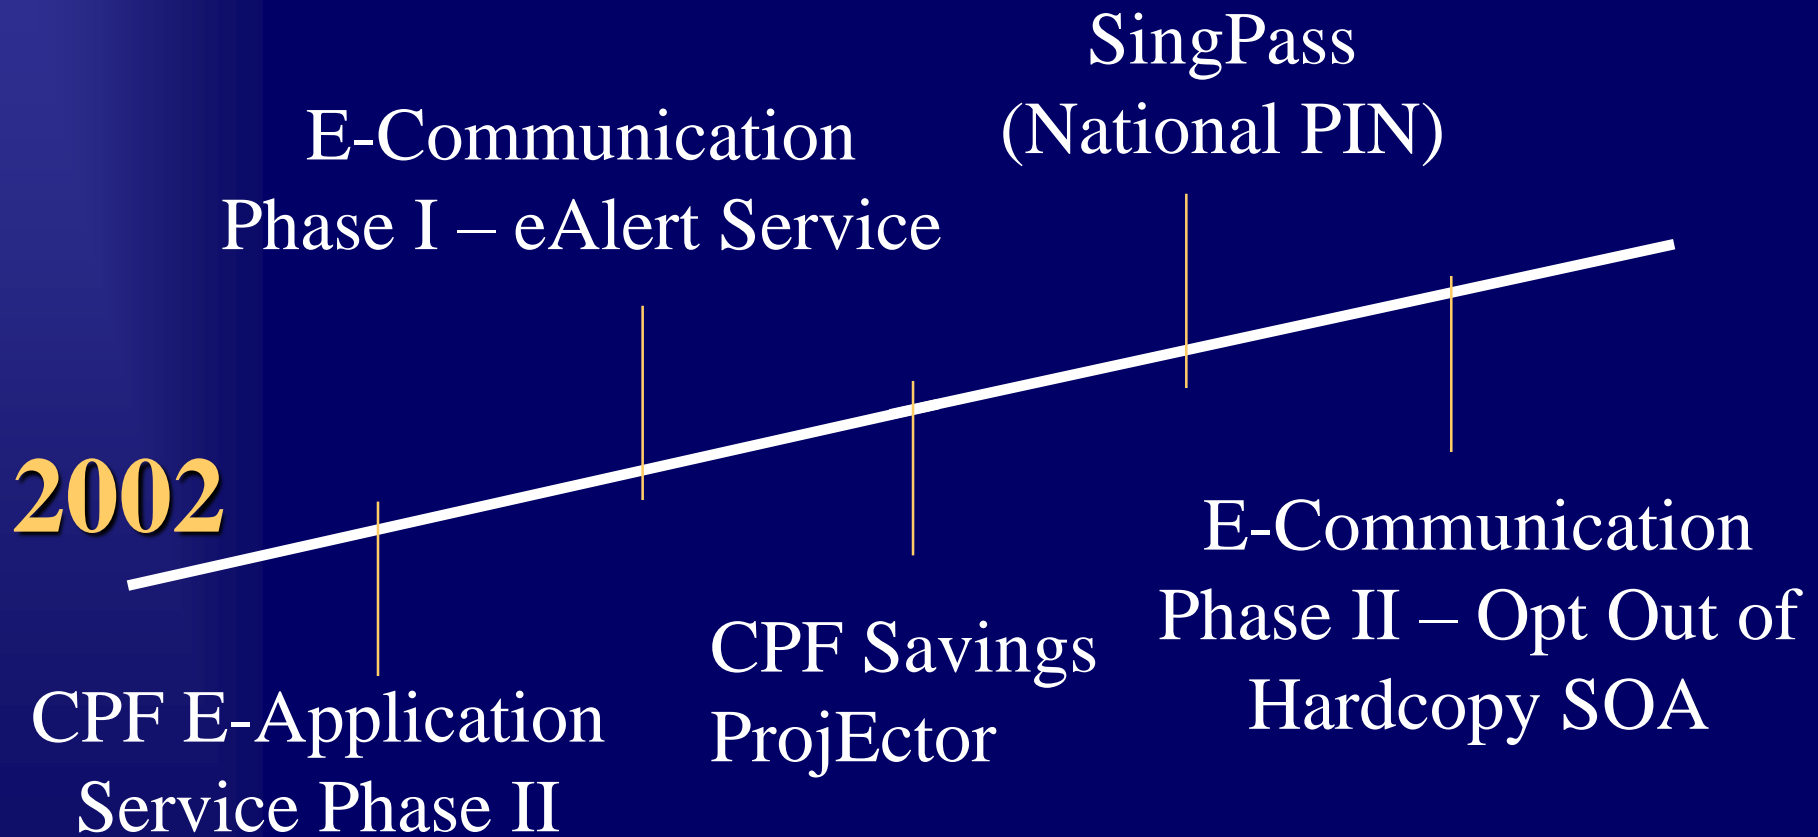 SingPass
(National PIN)
E-Communication
Phase I – eAlert Service
2002
CPF E-Application
Service Phase II
CPF Savings
ProjEctor
E-Communication
Phase II – Opt Out of
Hardcopy SOA